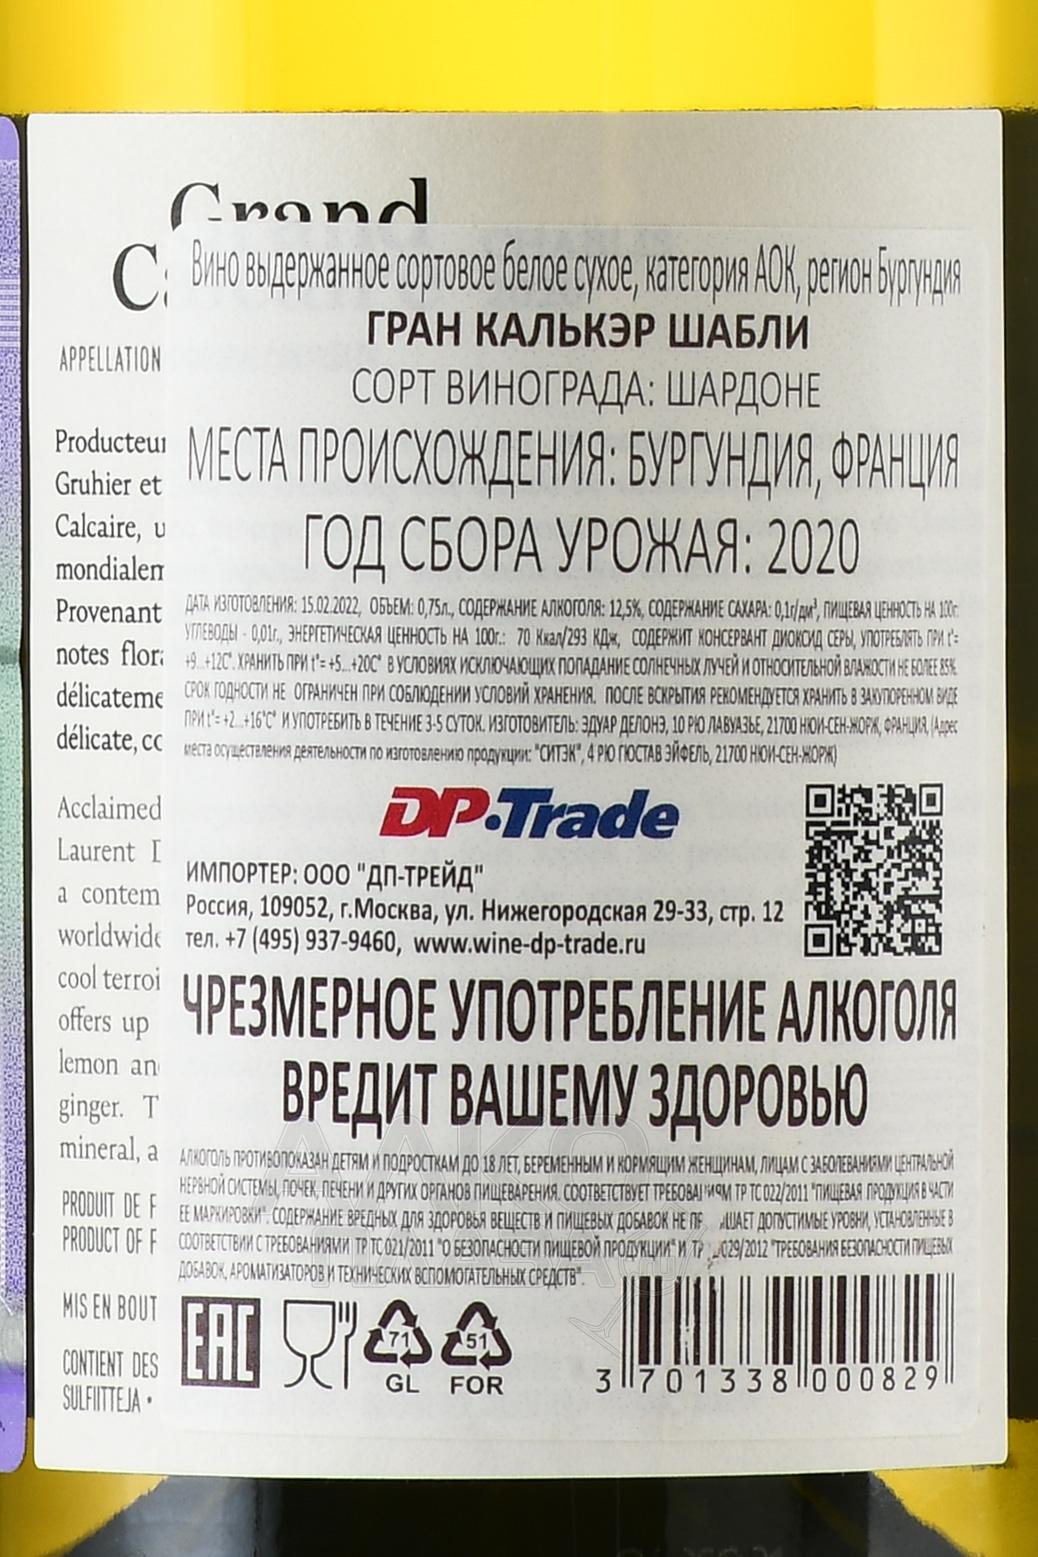 Grand
Вино выдержанное сортовое белое сухое, категория АОК, регион Бургундия
ГРАН КАЛЬКЭР ШАБЛИ
APPELLATION
СОРТ ВИНОГРАДА: ШАРДОНЕ
МЕСТА ПРОИСХОЖДЕНИЯ: БУРГУНДИЯ, ФРАНЦИЯ
ГОД СБОРА УРОЖАЯ: 2020
Gruhier et
Calcaire, u
Provenant
notes flor
délicateme
délicate, co
ДАТА ИЗГОТОВЛЕНИЯ: 15.02.2022, ОБЪЕМ: 0,75л., СОДЕРЖАНИЕ АЛКОГОЛЯ: 12,5%, СОДЕРЖАНИЕ САХАРА: 0,1г/дм³, ПИЩЕВАЯ ЦЕННОСТЬ НА 100г:
УГЛЕВОДЫ - 0,01г., ЭНЕРГЕТИЧЕСКАЯ ЦЕННОСТЬ НА 100г.: 70 Ккал/293 КДж, СОДЕРЖИТ КОНСЕРВАНТ ДИОКСИД СЕРЫ, УПОТРЕБЛЯТЬ ПРИ t°=
+9...+12С°. ХРАНИТЬ ПРИ t°= +5...+20С° В УСЛОВИЯХ ИСКЛЮЧАЮЩИХ ПОПАДАНИЕ СОЛНЕЧНЫХ ЛУЧЕЙ И ОТНОСИТЕЛЬНОЙ ВЛАЖНОСТИ НЕ БОЛЕЕ 85%.
СРОК ГОДНОСТИ НЕ ОГРАНИЧЕН ПРИ СОБЛЮДЕНИИ УСЛОВИЙ ХРАНЕНИЯ. ПОСЛЕ ВСКРЫТИЯ РЕКОМЕНДУЕТСЯ ХРАНИТЬ В ЗАКУПОРЕННОМ ВИДЕ
ПРИ t°= +2...+16°С° И УПОТРЕБИТЬ В ТЕЧЕНИЕ 3-5 СУТОК. ИЗГОТОВИТЕЛЬ: ЭДУАР ДЕЛОНЭ, 10 РЮ ЛАВУАЗЬЕ, 21700 НЮИ-СЕН-ЖОРЖ, ФРАНЦИЯ, (Адрес
места осуществления деятельности по изготовлению продукции: "СИТЭК", 4 РЮ ГЮСТАВ ЭЙФЕЛЬ, 21700 НЮИ-СЕН-ЖОРЖ)
Acclaimed
Laurent D
a contem
cool terroi
offers up
lemon an
ginger. T
mineral, a
DP·Trade
ИМПОРТЕР: ООО "ДП-ТРЕЙД"
Россия, 109052, г.Москва, ул. Нижегородская 29-33, стр. 12
тел. +7 (495) 937-9460, www.wine-dp-trade.ru
ЧРЕЗМЕРНОЕ УПОТРЕБЛЕНИЕ АЛКОГОЛЯ
ВРЕДИТ ВАШЕМУ ЗДОРОВЬЮ
АЛКОГОЛЬ ПРОТИВОПОКАЗАН ДЕТЯМ И ПОДРОСТКАМ ДО 18 ЛЕТ, БЕРЕМЕННЫМ И КОРМЯЩИМ ЖЕНЩИНАМ, ЛИЦАМ С ЗАБОЛЕВАНИЯМИ ЦЕНТРАЛЬНОЙ
НЕРВНОЙ СИСТЕМЫ, ПОЧЕК, ПЕЧЕНИ И ДРУГИХ ОРГАНОВ ПИЩЕВАРЕНИЯ. СООТВЕТСТВУЕТ ТРЕБОВАНИЯМ ТР ТС 022/2011 "ПИЩЕВАЯ ПРОДУКЦИЯ В ЧАСТИ
ЕЕ МАРКИРОВКИ". СОДЕРЖАНИЕ ВРЕДНЫХ ДЛЯ ЗДОРОВЬЯ ВЕЩЕСТВ И ПИЩЕВЫХ ДОБАВОК НЕ ПРЕВЫШАЕТ ДОПУСТИМЫЕ УРОВНИ, УСТАНОВЛЕННЫЕ В
СООТВЕТСТВИИ С ТРЕБОВАНИЯМИ ТР ТС 021/2011 "О БЕЗОПАСНОСТИ ПИЩЕВОЙ ПРОДУКЦИИ" И ТР 029/2012 "ТРЕБОВАНИЯ БЕЗОПАСНОСТИ ПИЩЕВЫХ
ДОБАВОК, АРОМАТИЗАТОРОВ И ТЕХНИЧЕСКИХ ВСПОМОГАТЕЛЬНЫХ СРЕДСТВ".
PRODUIT DE F
PRODUCT OF F
MIS EN BOUT
CONTIENT DES
SULFIITTEJA •
EAC
71
GL
51
FOR
3 701338 000829